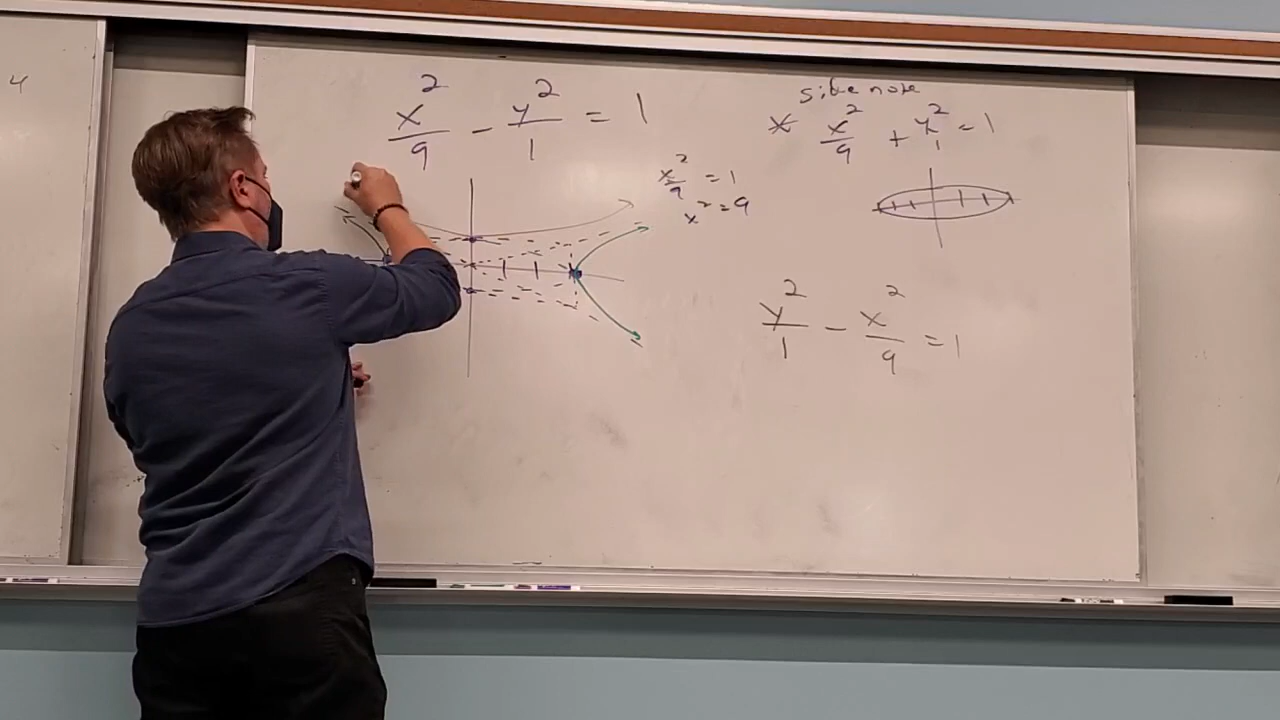 4
x²/9 - y²/1 = 1
side note
* x²/9 + y²/1 = 1
x²/9 = 1
x² = 9
y²/1 - x²/9 = 1